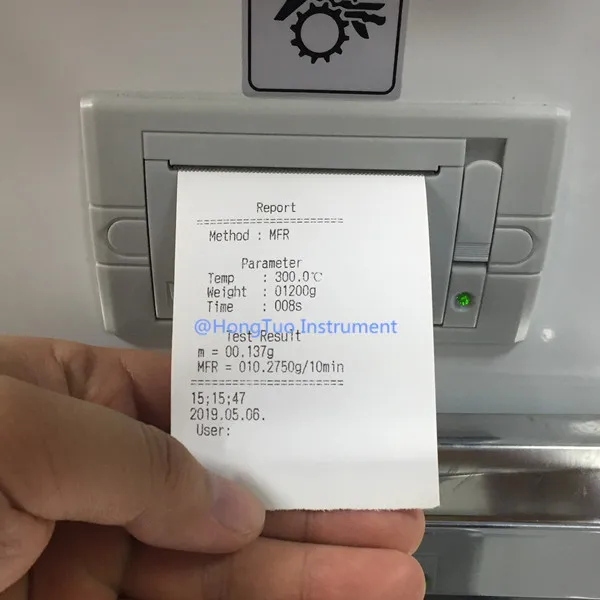 Report
======================
Method : MFR
Parameter
Temp : 300.0℃
Weight : 01200g
Time : 008s
@HongTuo Instrument
Test Result
m = 00.137g
MFR = 010.2750g/10min
======================
15;15;47
2019.05.06.
User: